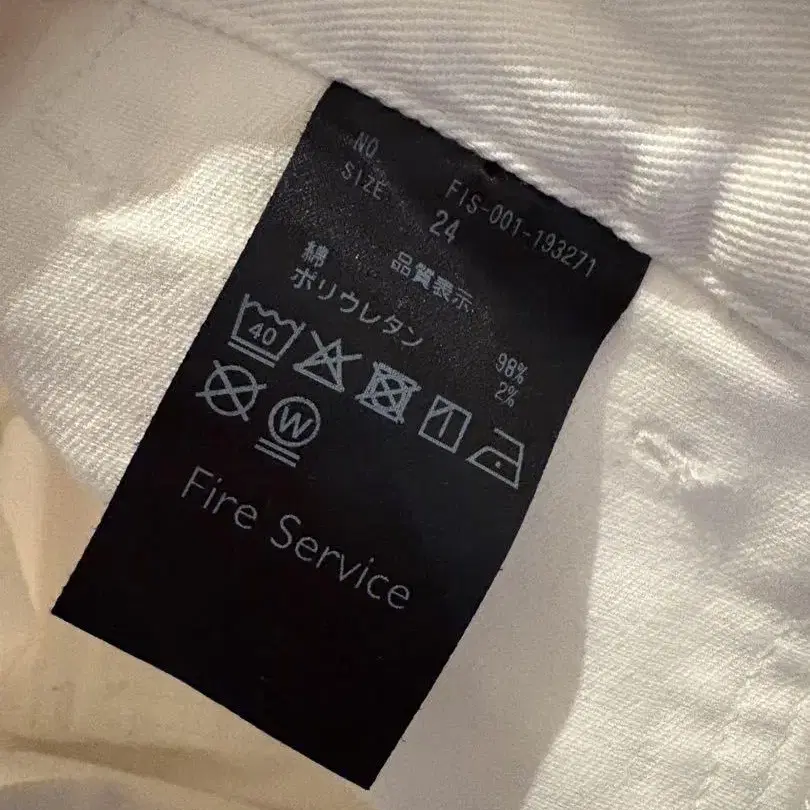 NO. FIS-001-193271
SIZE 24
品質表示
綿 98%
ポリウレタン 2%
40
W
Fire Service